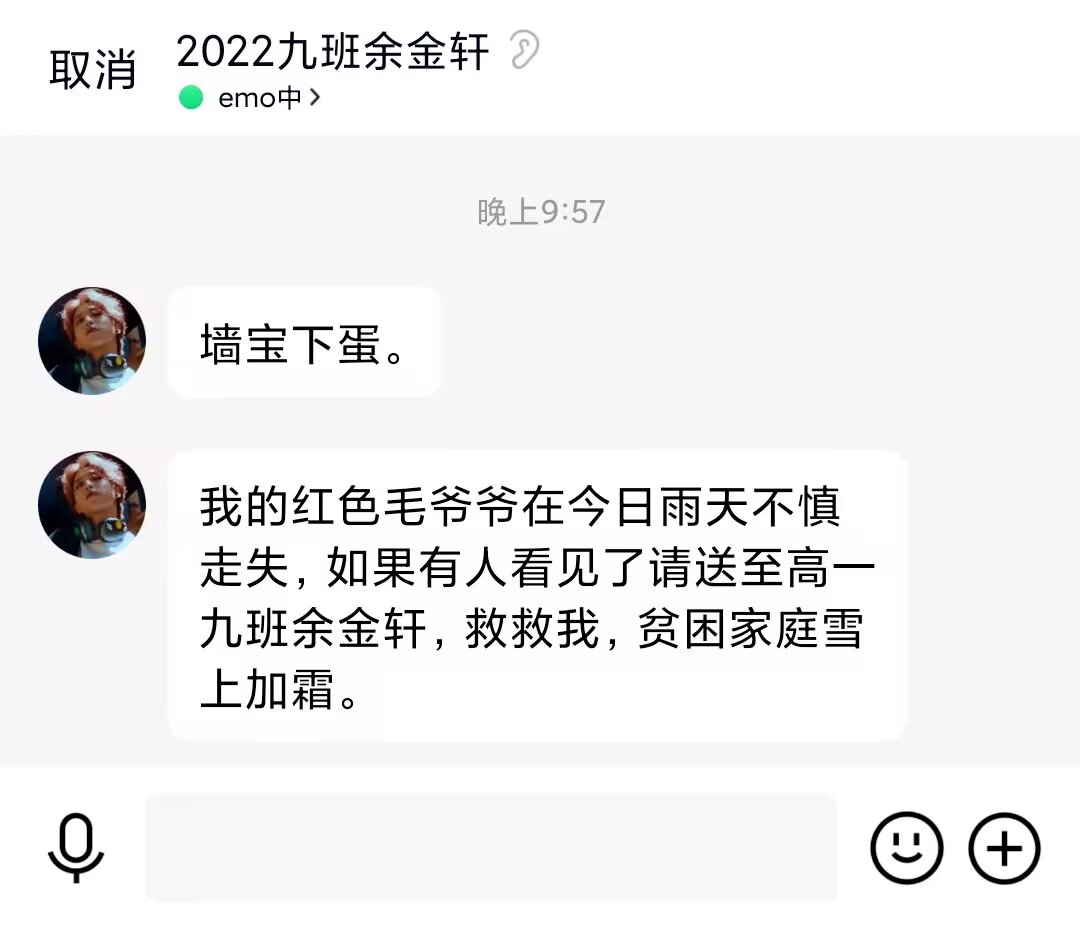 取消
2022九班余金轩
emo中
晚上9:57
墙宝下蛋。
我的红色毛爷爷在今日雨天不慎
走失，如果有人看见了请送至高一
九班余金轩，救救我，贫困家庭雪
上加霜。